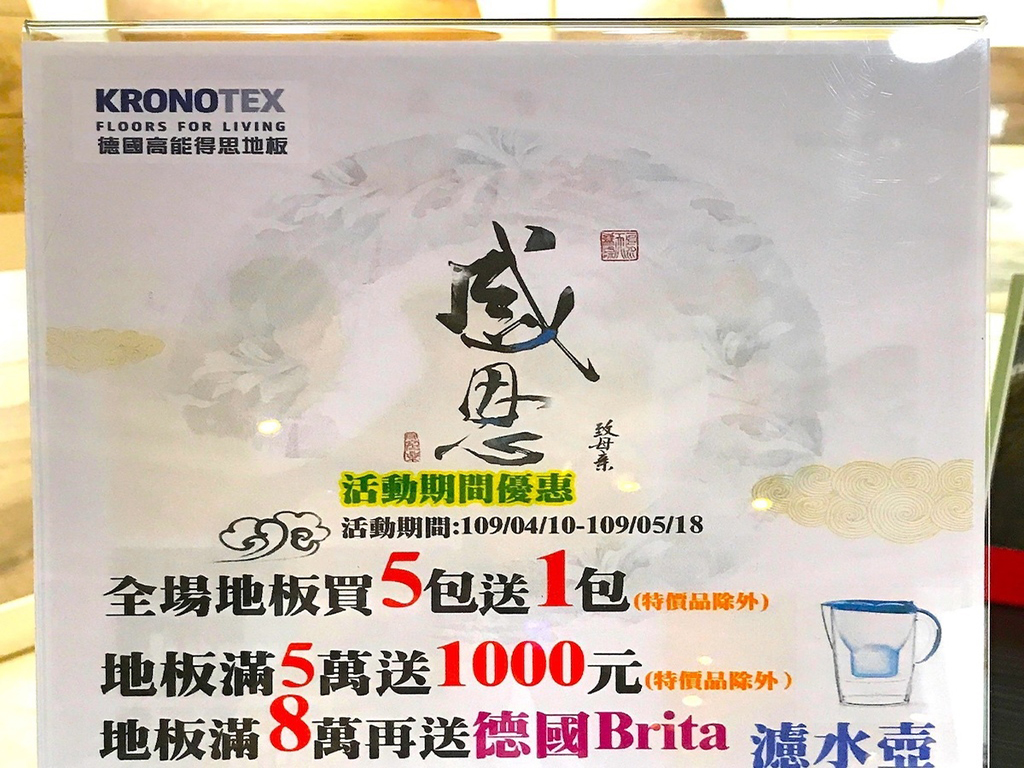 KRONOTEX
FLOORS FOR LIVING
德國高能得思地板
感
恩
致母亲
活動期間優惠
活動期間:109/04/10-109/05/18
全場地板買5包送1包(特價品除外)
地板滿5萬送1000元(特價品除外)
地板滿8萬再送德國Brita 濾水壺